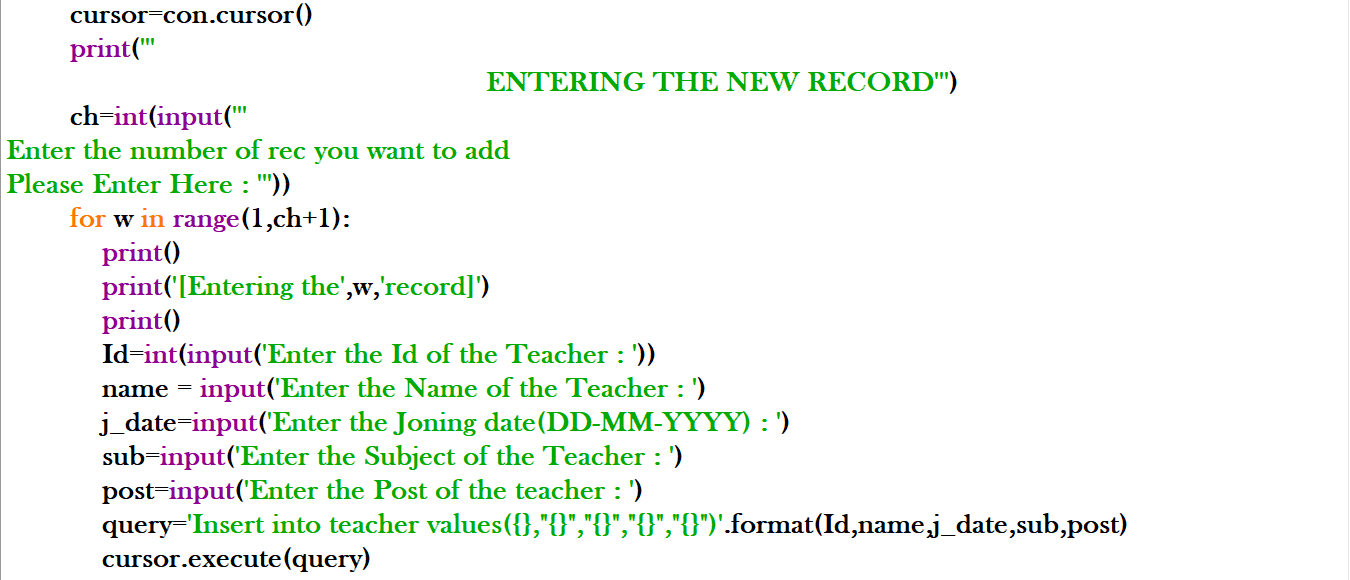 cursor=con.cursor()
print('''
ENTERING THE NEW RECORD''')
ch=int(input('''
Enter the number of rec you want to add
Please Enter Here : '''))
for w in range(1,ch+1):
print()
print('[Entering the',w,'record]')
print()
Id=int(input('Enter the Id of the Teacher : '))
name = input('Enter the Name of the Teacher : ')
j_date=input('Enter the Joning date(DD-MM-YYYY) : ')
sub=input('Enter the Subject of the Teacher : ')
post=input('Enter the Post of the teacher : ')
query='Insert into teacher values({},"{}","{}","{}","{}")'.format(Id,name,j_date,sub,post)
cursor.execute(query)